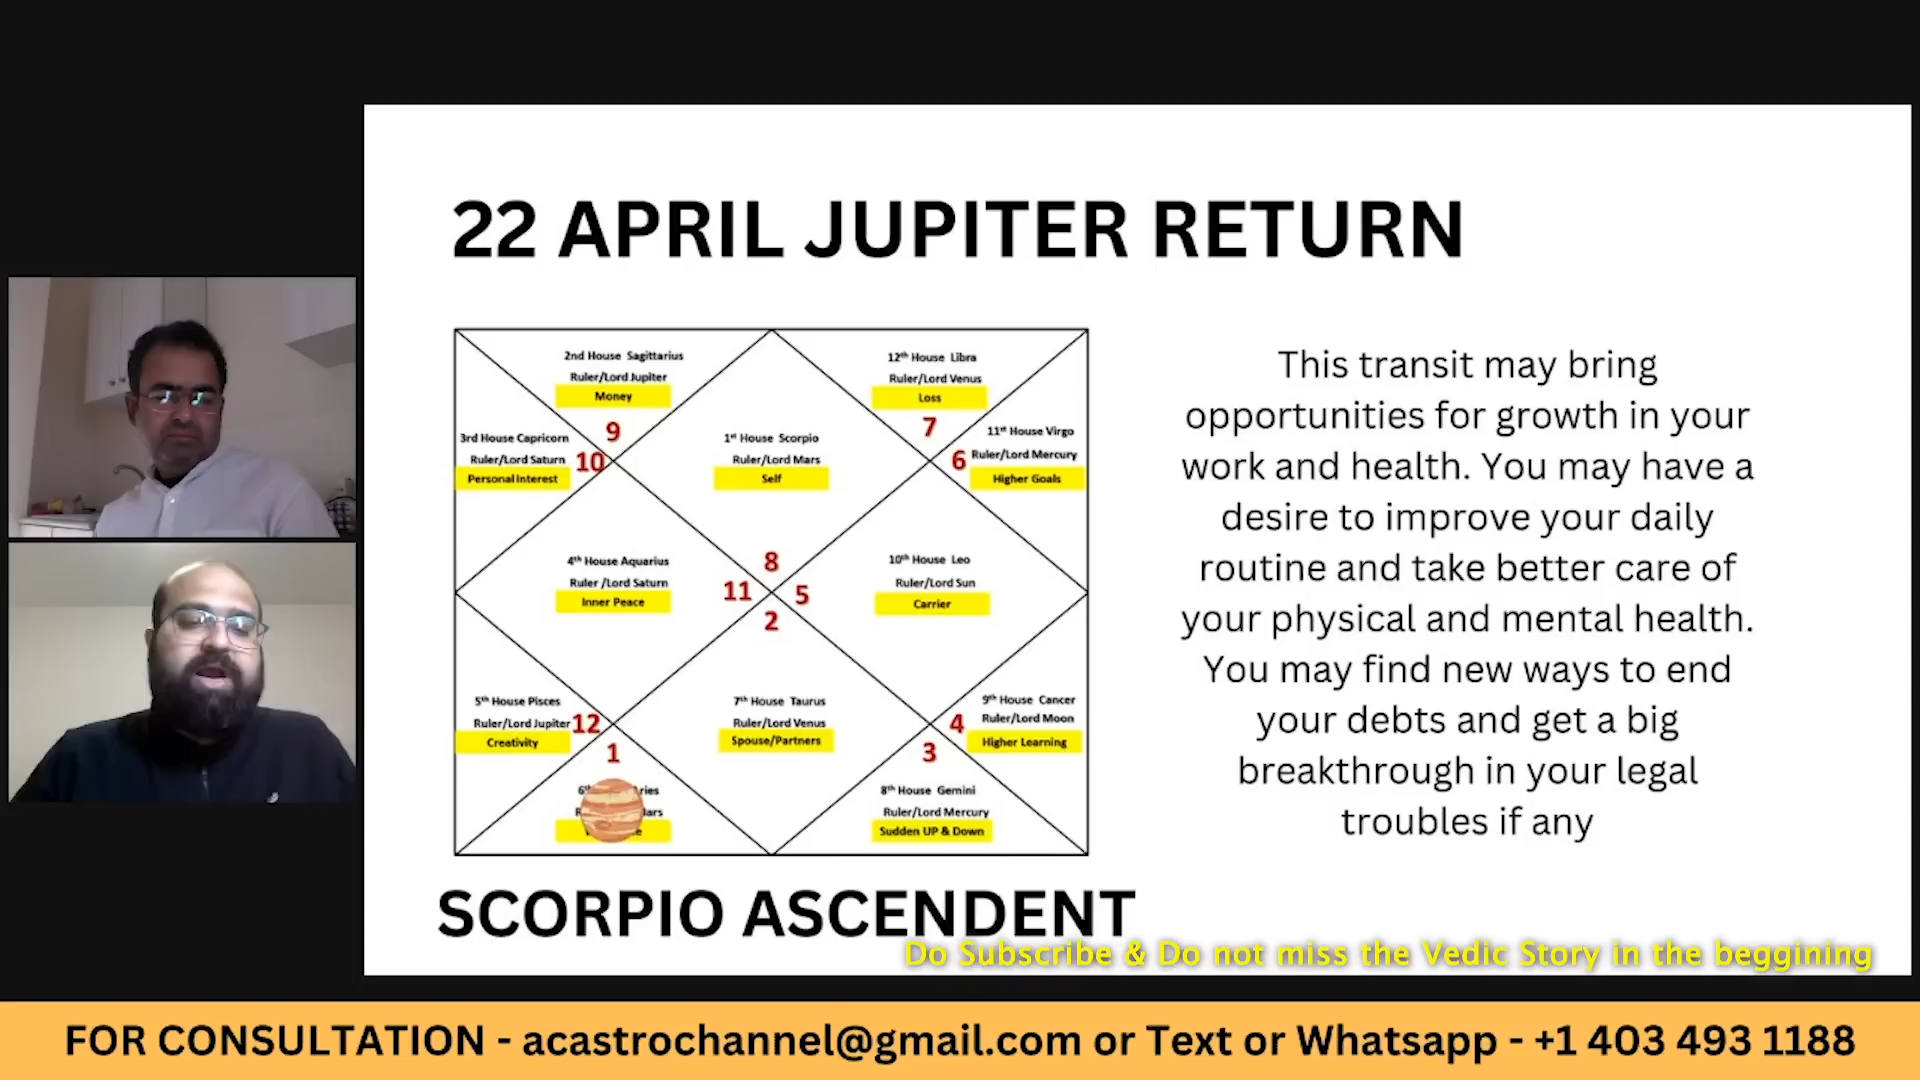 22 APRIL JUPITER RETURN
2nd House Sagittarius
Ruler/Lord Jupiter
Money
9
12th House Libra
Ruler/Lord Venus
Loss
7
3rd House Capricorn
Ruler/Lord Saturn
Personal Interest
10
1st House Scorpio
Ruler/Lord Mars
Self
11th House Virgo
Ruler/Lord Mercury
Higher Goals
6
4th House Aquarius
Ruler /Lord Saturn
Inner Peace
8
11
5
2
10th House Leo
Ruler/Lord Sun
Carrier
5th House Pisces
Ruler/Lord Jupiter
Creativity
12
1
7th House Taurus
Ruler/Lord Venus
Spouse/Partners
9th House Cancer
Ruler/Lord Moon
Higher Learning
4
3
8th House Gemini
Ruler/Lord Mercury
Sudden UP & Down
This transit may bring
opportunities for growth in your
work and health. You may have a
desire to improve your daily
routine and take better care of
your physical and mental health.
You may find new ways to end
your debts and get a big
breakthrough in your legal
troubles if any
SCORPIO ASCENDENT
Do Subscribe & Do not miss the Vedic Story in the beggining
FOR CONSULTATION - acastrochannel@gmail.com or Text or Whatsapp - +1 403 493 1188